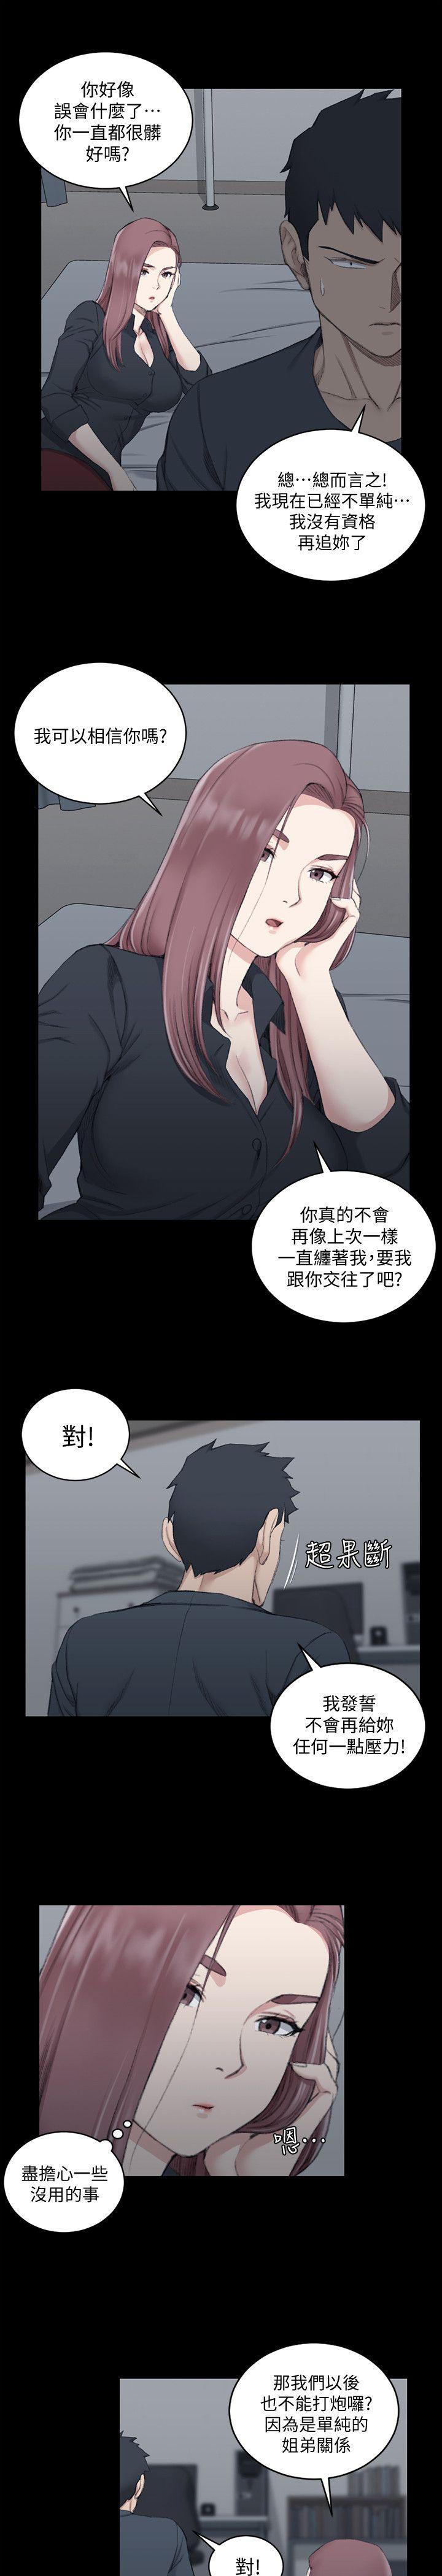 你好像
誤會什麼了…
你一直都很髒
好嗎?
總…總而言之!
我現在已經不單純…
我沒有資格
再追妳了
我可以相信你嗎?
你真的不會
再像上次一樣
一直纏著我,要我
跟你交往了吧?
對!
超果斷
我發誓
不會再給妳
任何一點壓力!
嗯…
盡擔心一些
沒用的事
那我們以後
也不能打炮囉?
因為是單純的
姐弟關係
對!